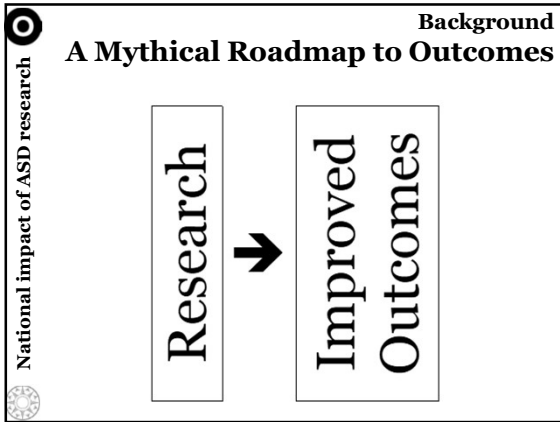 Background
A Mythical Roadmap to Outcomes
National impact of ASD research
Research
Improved
Outcomes